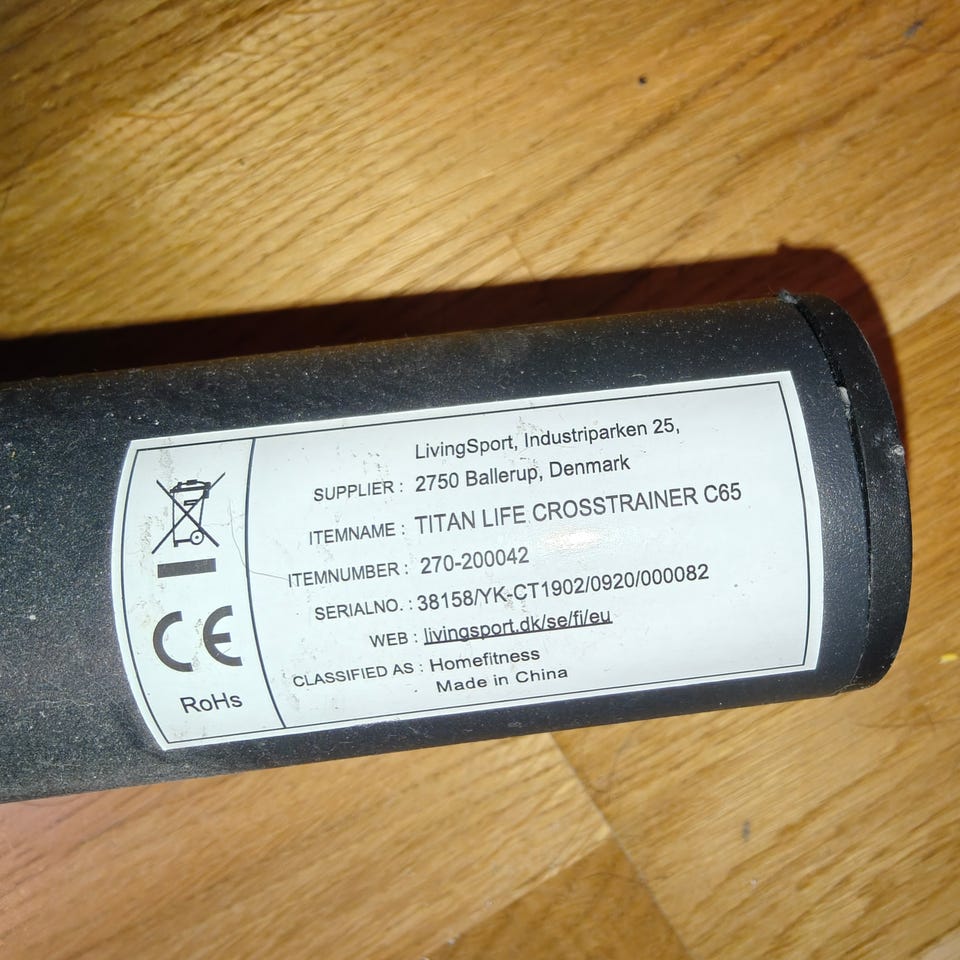 LivingSport, Industriparken 25,
SUPPLIER : 2750 Ballerup, Denmark
ITEMNAME : TITAN LIFE CROSSTRAINER C65
ITEMNUMBER : 270-200042
SERIALNO. : 38158/YK-CT1902/0920/000082
WEB : livingsport.dk/se/fi/eu
CLASSIFIED AS : Homefitness
Made in China
CE
RoHs